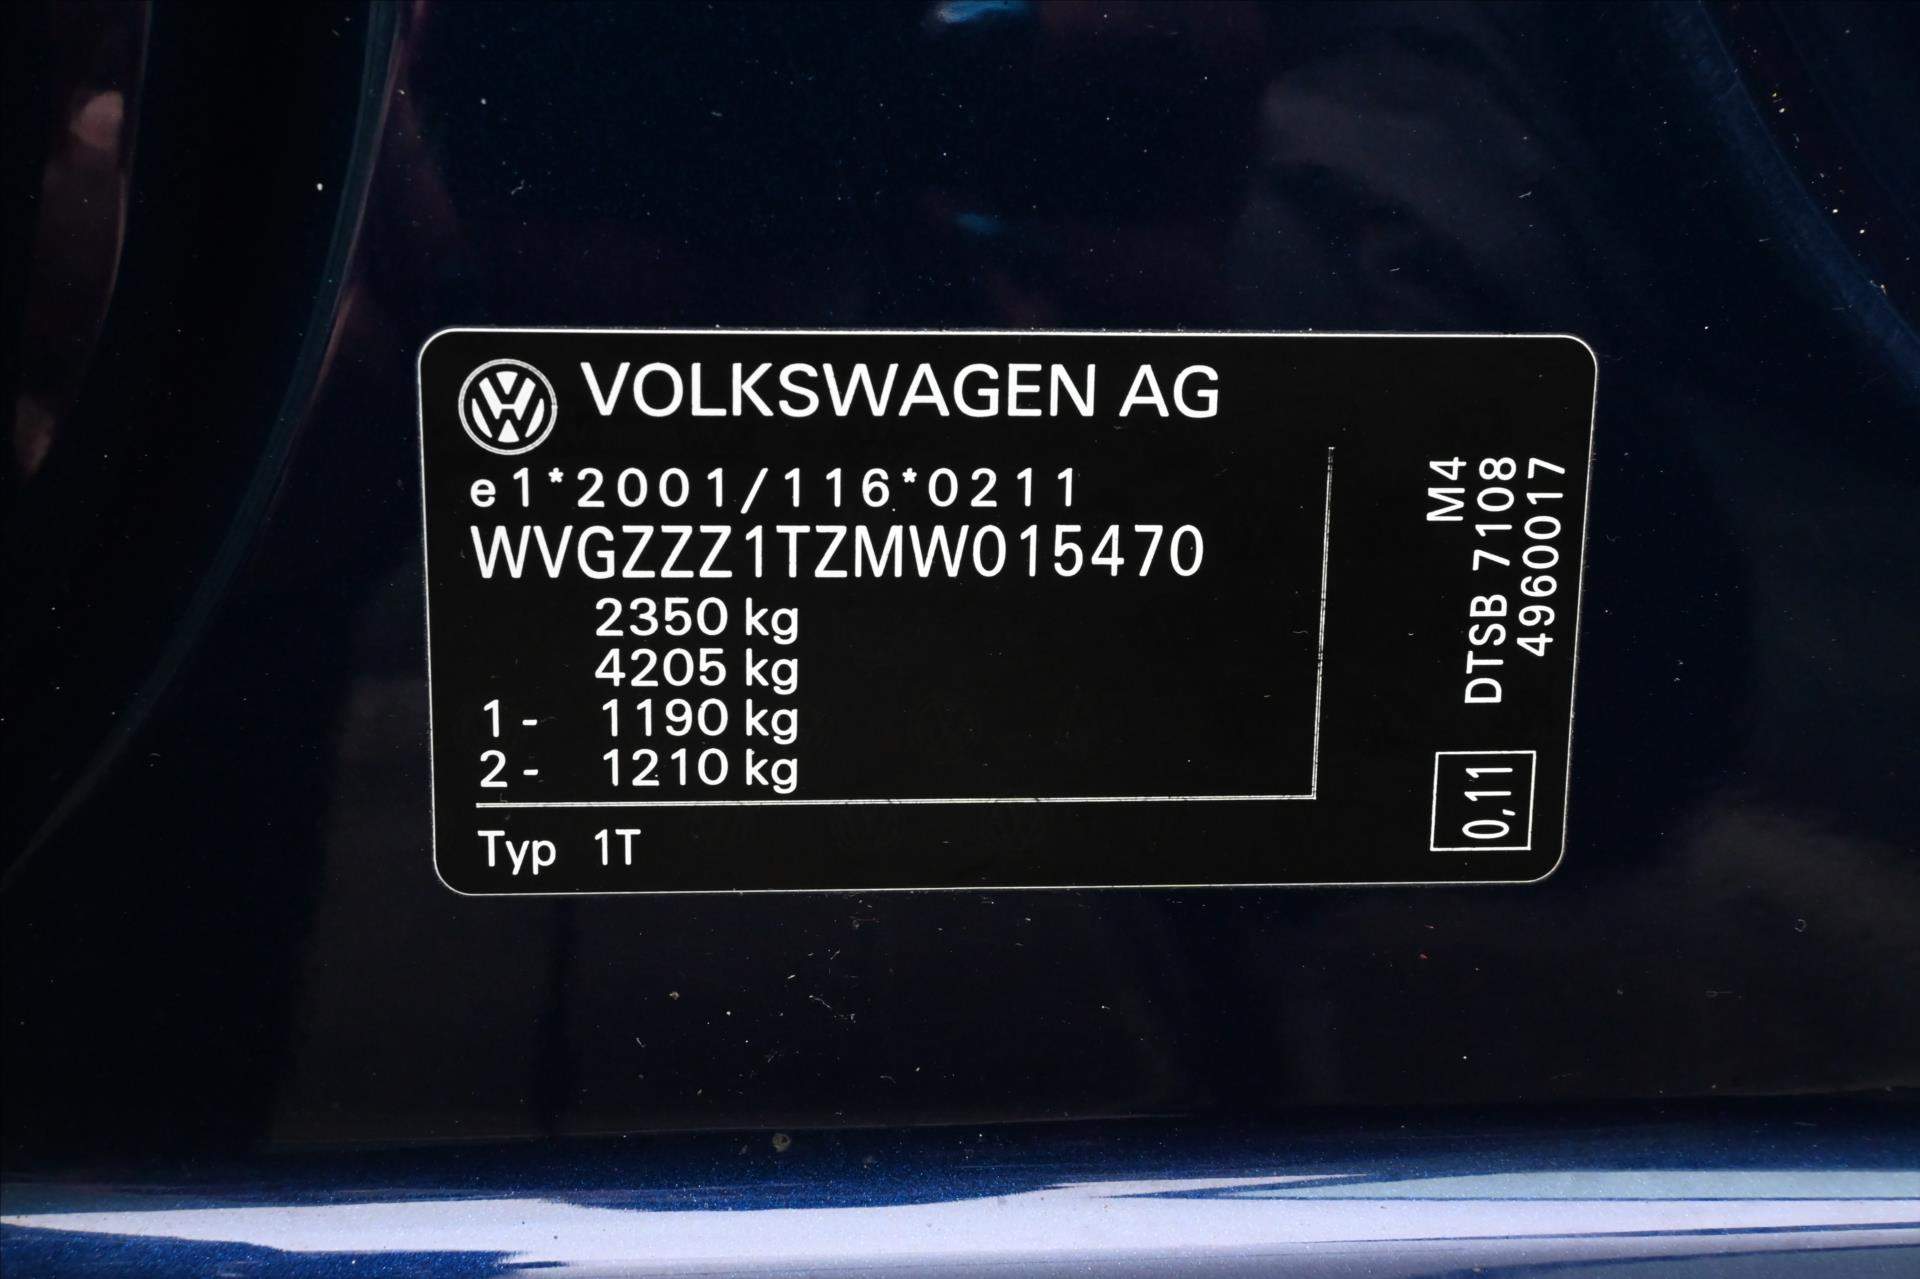 VOLKSWAGEN AG
e1*2001/116*0211
WVGZZZ1TZMW015470
2350 kg
4205 kg
1- 1190 kg
2- 1210 kg
Typ 1T
M4
DTSB 7108
4960017
0,11